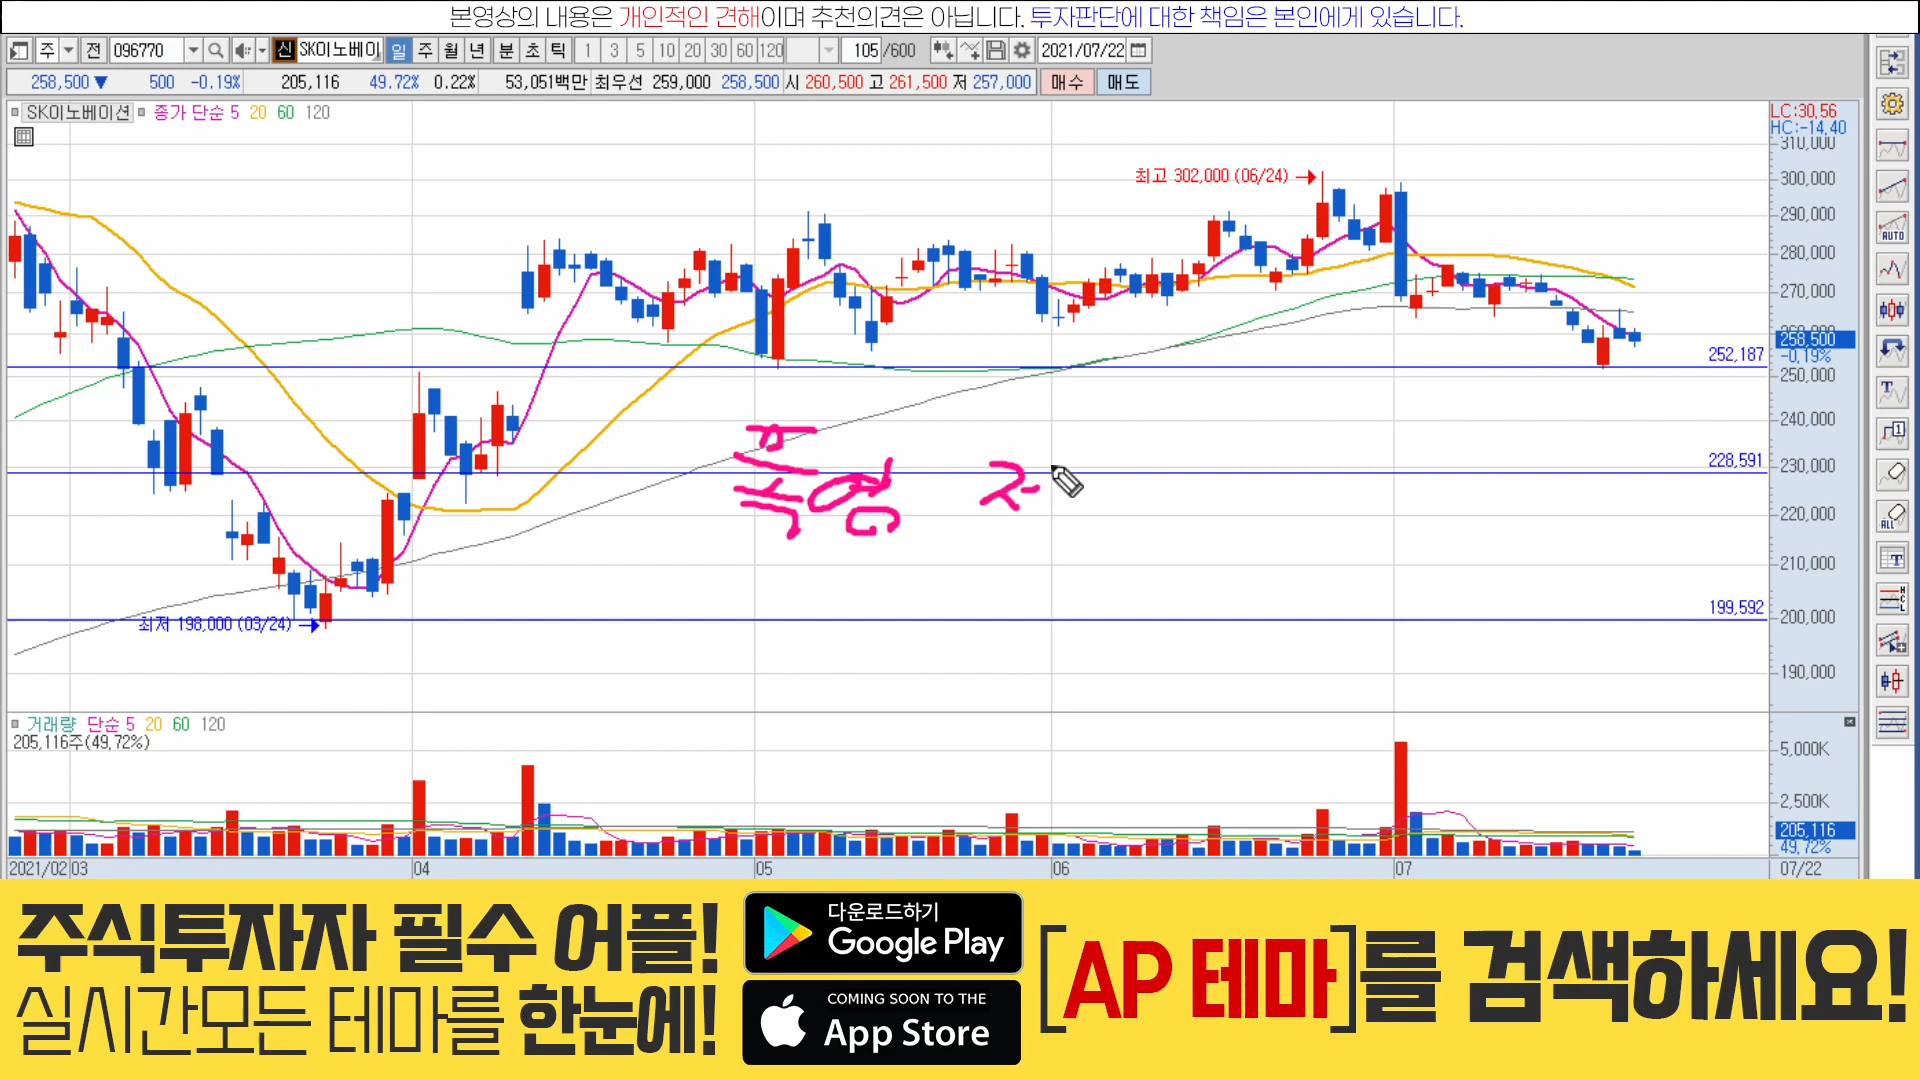 본영상의 내용은 개인적인 견해이며 추천의견은 아닙니다. 투자판단에 대한 책임은 본인에게 있습니다.
주 전 096770 신 SK이노베이 일 주 월 년 분 초 틱 1 3 5 10 20 30 60 120 105 /600 2021/07/22
258,500 ▼ 500 -0.19% 205,116 49.72% 0.22% 53,051백만 최우선 259,000 258,500 시 260,500 고 261,500 저 257,000 매수 매도
SK이노베이션 종가 단순 5 20 60 120
LC:30.56
HC:-14.40
310,000
최고 302,000 (06/24)
300,000
290,000
280,000
270,000
260,000
258,500
-0.19%
252,187
250,000
240,000
228,591
230,000
220,000
210,000
199,592
200,000
최저 198,000 (03/24)
190,000
거래량 단순 5 20 60 120
205,116주(49.72%)
5,000K
2,500K
205,116
49.72%
2021/02 03 04 05 06 07 07/22
AUTO
ALL
주식투자자 필수 어플!
실시간모든 테마를 한눈에!
다운로드하기
Google Play
COMING SOON TO THE
App Store
[AP 테마]를 검색하세요!